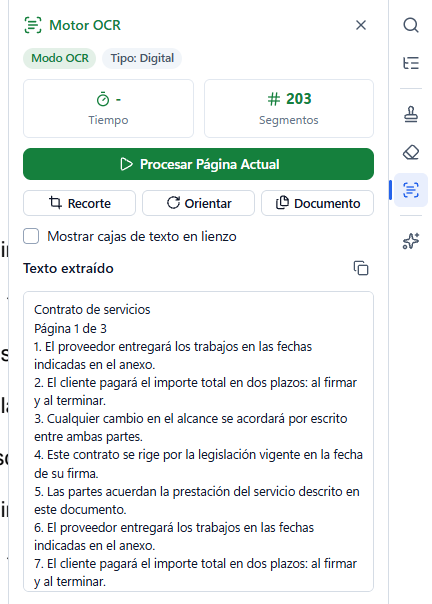 Motor OCR
Modo OCR
Tipo: Digital
-
Tiempo
# 203
Segmentos
Procesar Página Actual
Recorte
Orientar
Documento
Mostrar cajas de texto en lienzo
Texto extraído
Contrato de servicios
Página 1 de 3
1. El proveedor entregará los trabajos en las fechas
indicadas en el anexo.
2. El cliente pagará el importe total en dos plazos: al firmar
y al terminar.
3. Cualquier cambio en el alcance se acordará por escrito
entre ambas partes.
4. Este contrato se rige por la legislación vigente en la fecha
de su firma.
5. Las partes acuerdan la prestación del servicio descrito en
este documento.
6. El proveedor entregará los trabajos en las fechas
indicadas en el anexo.
7. El cliente pagará el importe total en dos plazos: al firmar
y al terminar.